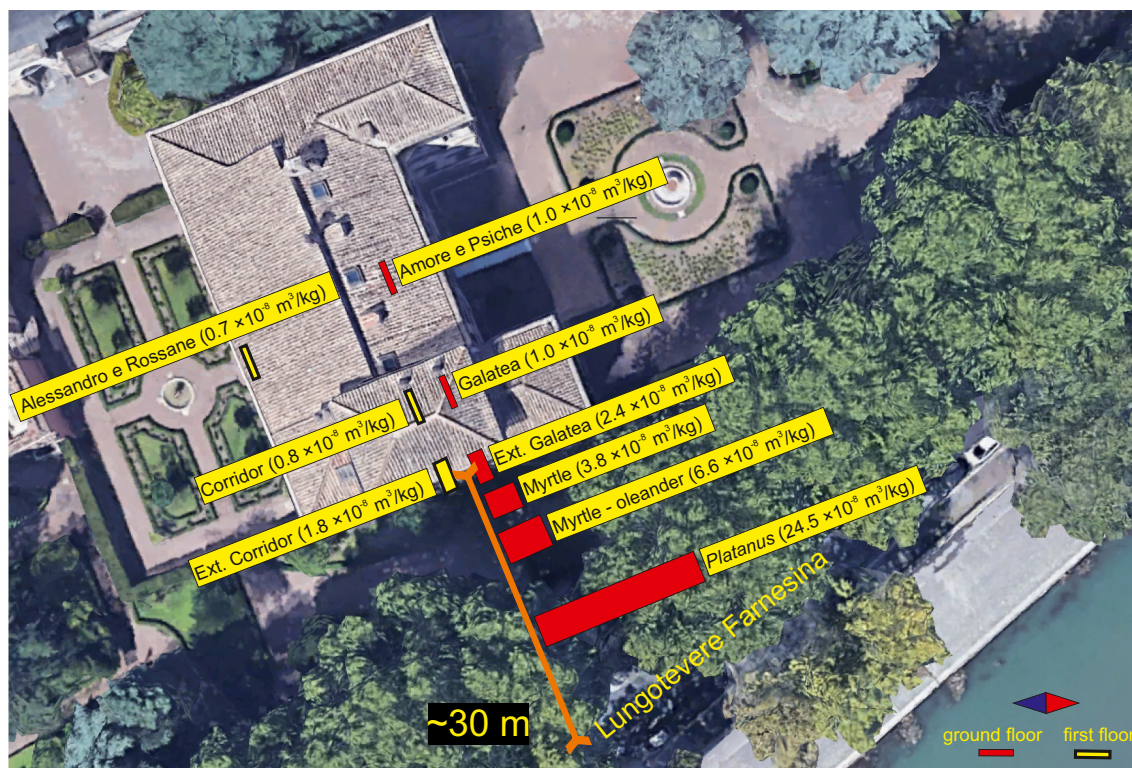 Amore e Psiche (1.0 ×10⁻⁸ m³/kg)
Alessandro e Rossane (0.7 ×10⁻⁸ m³/kg)
Galatea (1.0 ×10⁻⁸ m³/kg)
Corridor (0.8 ×10⁻⁸ m³/kg)
Ext. Galatea (2.4 ×10⁻⁸ m³/kg)
Myrtle (3.8 ×10⁻⁸ m³/kg)
Myrtle - oleander (6.6 ×10⁻⁸ m³/kg)
Ext. Corridor (1.8 ×10⁻⁸ m³/kg)
Platanus (24.5 ×10⁻⁸ m³/kg)
Lungotevere Farnesina
~30 m
ground floor
first floor